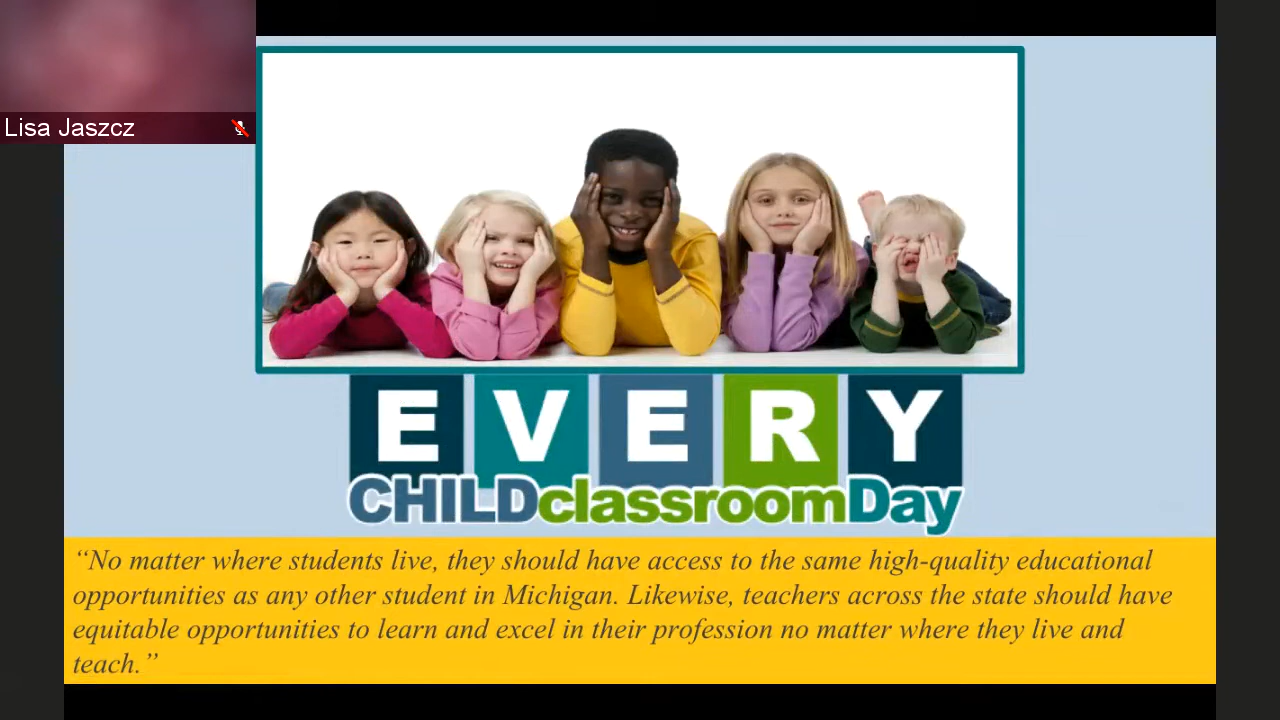 Lisa Jaszcz
EVERY
CHILDclassroomDay
“No matter where students live, they should have access to the same high-quality educational
opportunities as any other student in Michigan. Likewise, teachers across the state should have
equitable opportunities to learn and excel in their profession no matter where they live and
teach.”